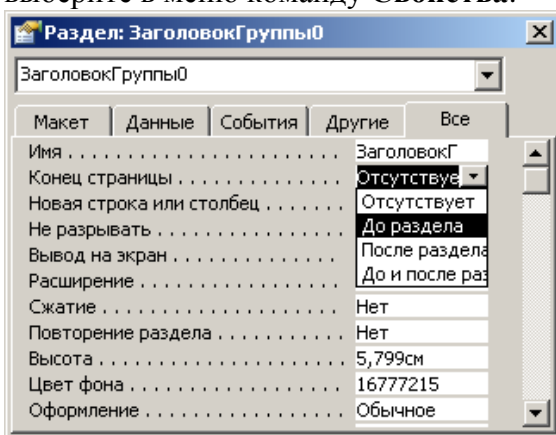 выберите в меню команду Свойства.
Раздел: ЗаголовокГруппы0
ЗаголовокГруппы0
Макет Данные События Другие Все
Имя . . . . . . . . . . . . . . . . . . . . . . . ЗаголовокГ
Конец страницы . . . . . . . . . . . . . Отсутствуе
Новая строка или столбец . . . . . . . Отсутствует
Не разрывать . . . . . . . . . . . . . . . До раздела
Вывод на экран . . . . . . . . . . . . . . После раздела
Расширение . . . . . . . . . . . . . . . . До и после раз
Сжатие . . . . . . . . . . . . . . . . . . . . Нет
Повторение раздела . . . . . . . . . . Нет
Высота . . . . . . . . . . . . . . . . . . . . 5,799см
Цвет фона . . . . . . . . . . . . . . . . . 16777215
Оформление . . . . . . . . . . . . . . . . Обычное